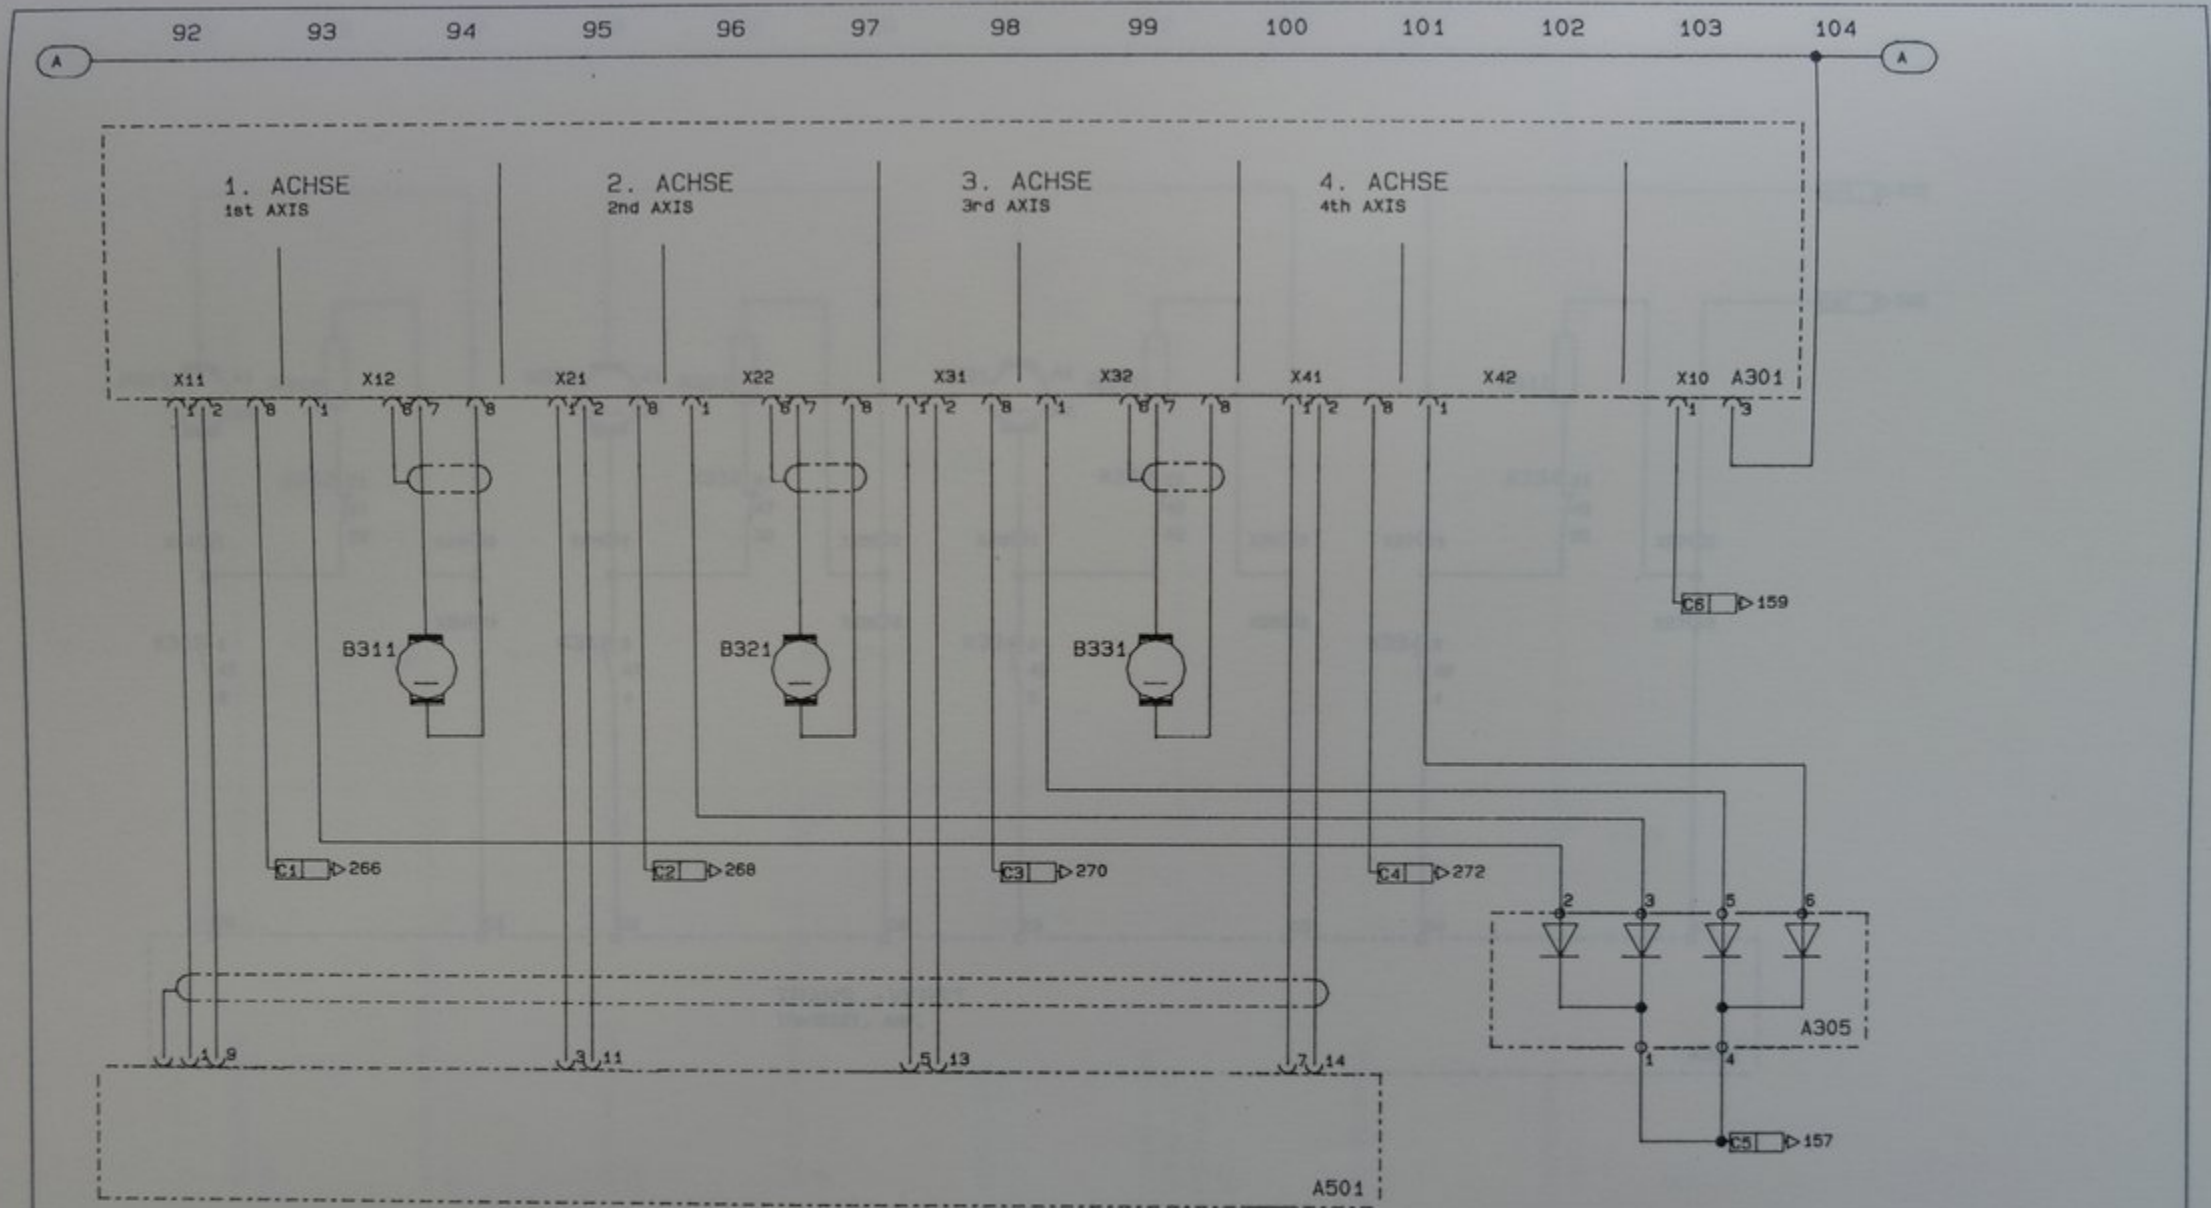 92 93 94 95 96 97 98 99 100 101 102 103 104
A A
1. ACHSE 2. ACHSE 3. ACHSE 4. ACHSE
1st AXIS 2nd AXIS 3rd AXIS 4th AXIS
X11 X12 X21 X22 X31 X32 X41 X42 X10 A301
1 2 8 1 6 7 8 1 2 8 1 6 7 8 1 2 8 1 6 7 8 1 2 8 1 1 3
C6 159
B311 B321 B331
C1 266 C2 268 C3 270 C4 272
2 3 5 6
A305
1 9 3 11 5 13 7 14 1 4
C5 157
A501